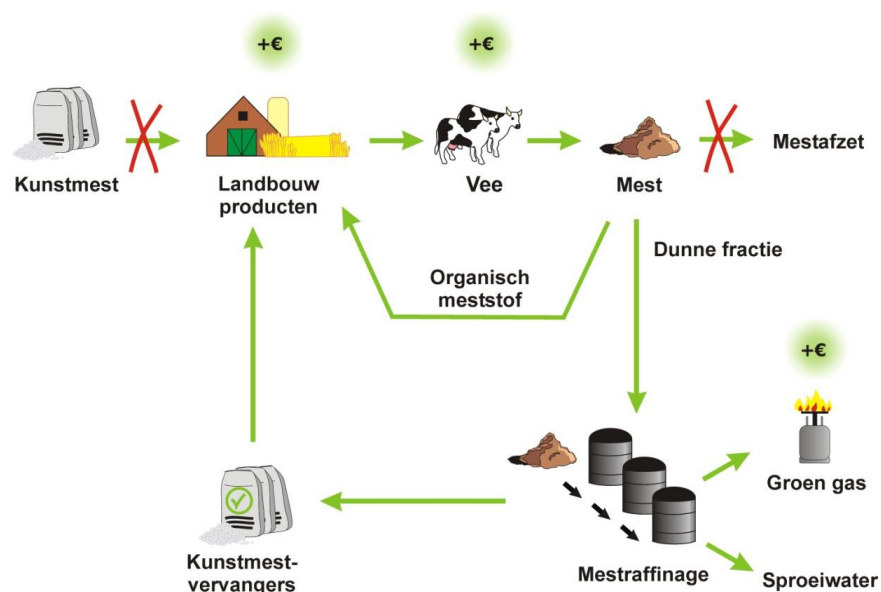 +€
+€
Kunstmest
Landbouw
producten
Vee
Mest
Mestafzet
Dunne fractie
Organisch
meststof
+€
Groen gas
Kunstmest-
vervangers
Mestraffinage
Sproeiwater